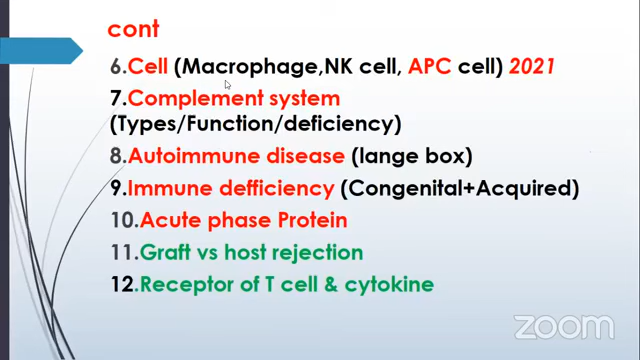 cont
6.Cell (Macrophage,NK cell, APC cell) 2021
7.Complement system
(Types/Function/deficiency)
8.Autoimmune disease (lange box)
9.Immune defficiency (Congenital+Acquired)
10.Acute phase Protein
11.Graft vs host rejection
12.Receptor of T cell & cytokine
zoom